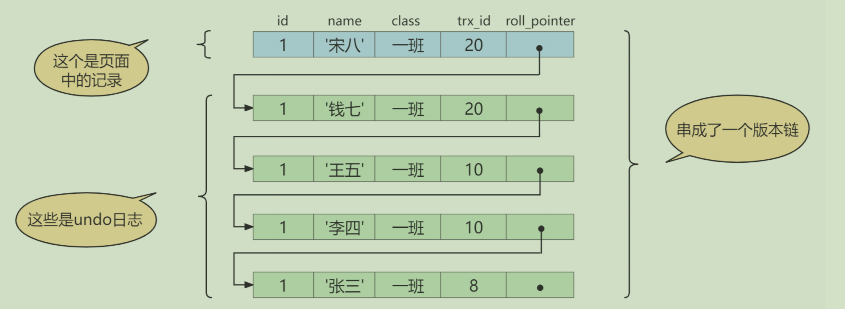 id name class trx_id roll_pointer
1 '宋八' 一班 20
这个是页面
中的记录
1 '钱七' 一班 20
串成了一个版本链
1 '王五' 一班 10
这些是undo日志
1 '李四' 一班 10
1 '张三' 一班 8